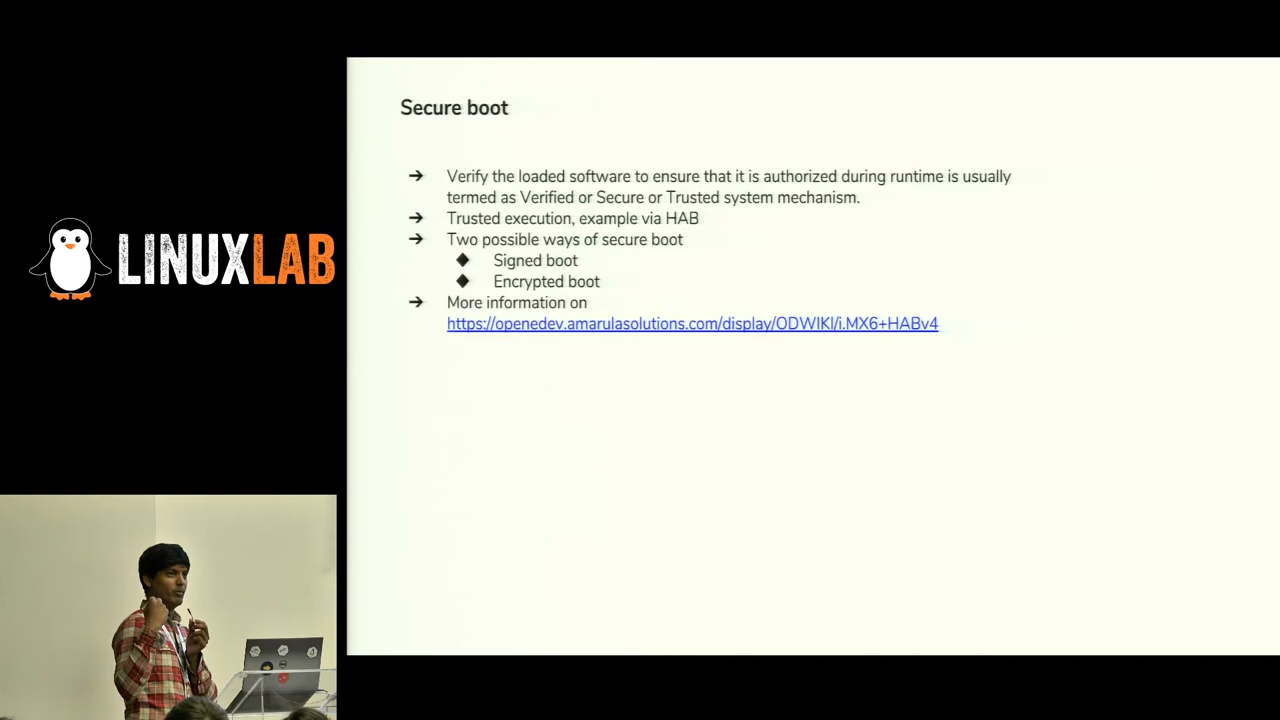 LINUXLAB
Secure boot
➔ Verify the loaded software to ensure that it is authorized during runtime is usually
termed as Verified or Secure or Trusted system mechanism.
➔ Trusted execution, example via HAB
➔ Two possible ways of secure boot
◆ Signed boot
◆ Encrypted boot
➔ More information on
https://openedev.amarulasolutions.com/display/ODWIKI/i.MX6+HABv4